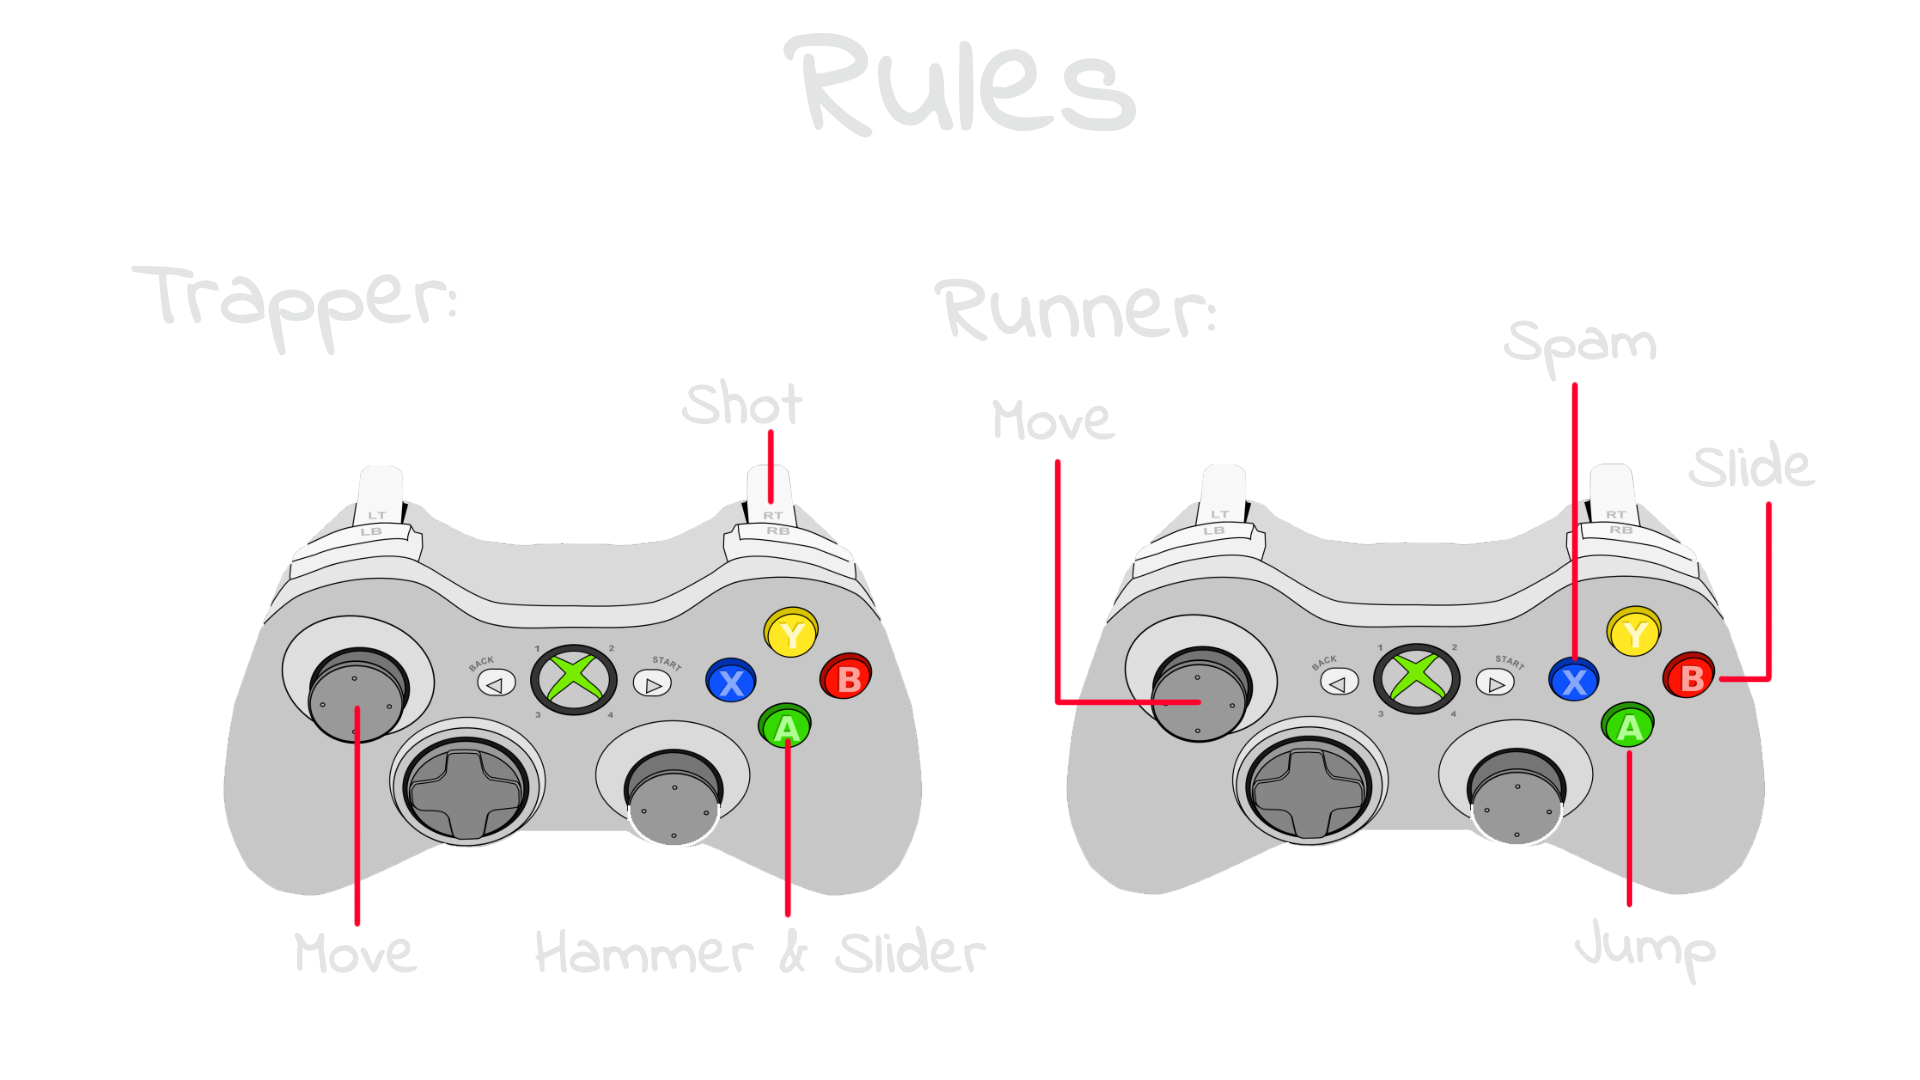 Rules
Trapper:
Runner:
Spam
Shot
Move
Slide
LT
LB
RT
RB
LT
LB
RT
RB
Y
X
B
A
BACK
START
1
2
3
4
Y
X
B
A
BACK
START
1
2
3
4
Move
Hammer & Slider
Jump